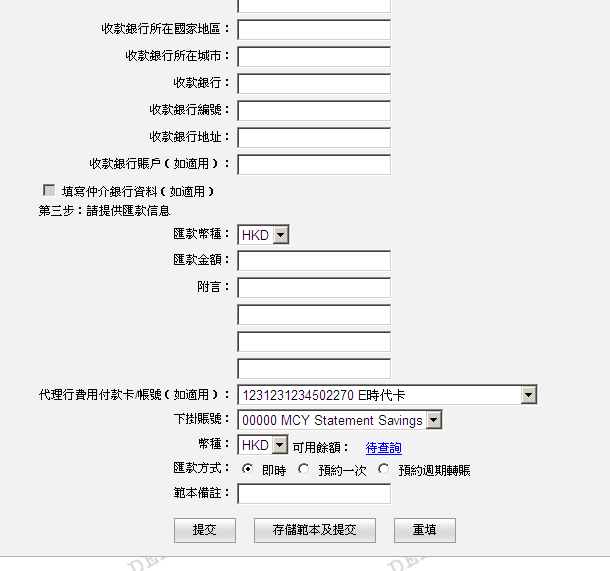 收款銀行所在國家地區：
收款銀行所在城市：
收款銀行：
收款銀行編號：
收款銀行地址：
收款銀行賬戶（如適用）：
填寫仲介銀行資料（如適用）
第三步：請提供匯款信息
匯款幣種： HKD
匯款金額：
附言：
代理行費用付款卡/帳號（如適用）： 1231231234502270 E時代卡
下掛賬號： 00000 MCY Statement Savings
幣種： HKD 可用餘額： 待查詢
匯款方式： 即時 預約一次 預約週期轉賬
範本備註：
提交 存儲範本及提交 重填